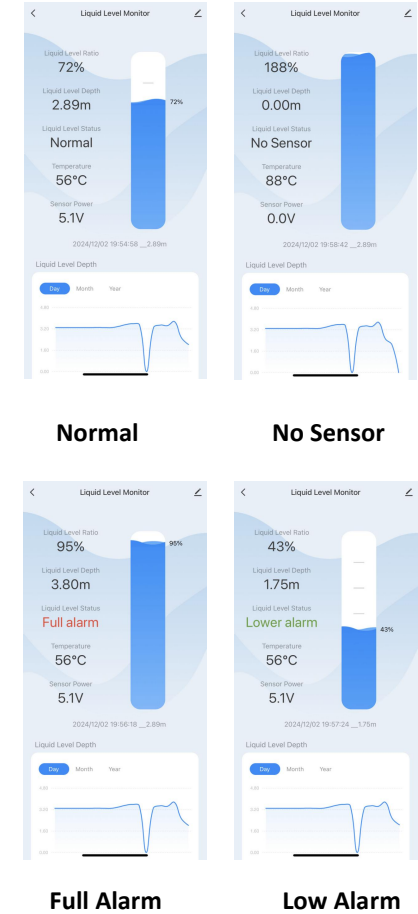 Liquid Level Monitor
Liquid Level Ratio
72%
Liquid Level Depth
2.89m
72%
Liquid Level Status
Normal
Temperature
56°C
Sensor Power
5.1V
2024/12/02 19:54:58 __2.89m
Liquid Level Depth
Day Month Year
0.00
Normal
Liquid Level Monitor
Liquid Level Ratio
188%
Liquid Level Depth
0.00m
Liquid Level Status
No Sensor
Temperature
88°C
Sensor Power
0.0V
2024/12/02 19:58:42 __2.89m
Liquid Level Depth
Day Month Year
0.00
No Sensor
Liquid Level Monitor
Liquid Level Ratio
95%
95%
Liquid Level Depth
3.80m
Liquid Level Status
Full alarm
Temperature
56°C
Sensor Power
5.1V
2024/12/02 19:56:18 __2.89m
Liquid Level Depth
Day Month Year
0.00
Full Alarm
Liquid Level Monitor
Liquid Level Ratio
43%
Liquid Level Depth
1.75m
Liquid Level Status
Lower alarm
43%
Temperature
56°C
Sensor Power
5.1V
2024/12/02 19:57:24 __1.75m
Liquid Level Depth
Day Month Year
0.00
Low Alarm